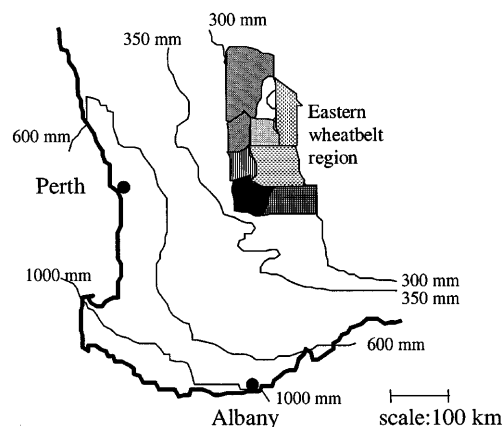 300 mm
350 mm
Eastern
wheatbelt
region
600 mm
Perth
1000 mm
300 mm
350 mm
600 mm
1000 mm
Albany
scale:100 km